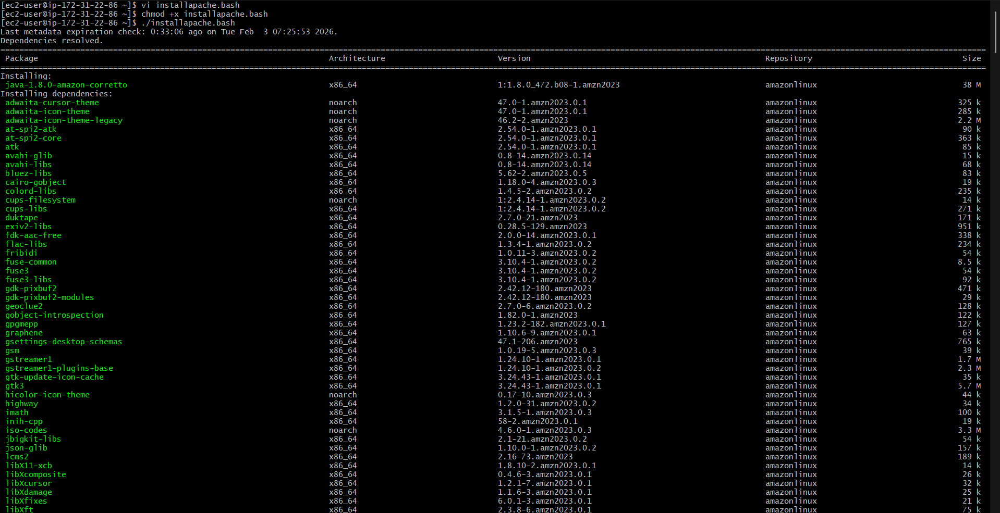 [ec2-user@ip-172-31-22-86 ~]$ vi installapache.bash
[ec2-user@ip-172-31-22-86 ~]$ chmod +x installapache.bash
[ec2-user@ip-172-31-22-86 ~]$ ./installapache.bash
Last metadata expiration check: 0:33:06 ago on Tue Feb  3 07:25:53 2026.
Dependencies resolved.
Package Architecture Version Repository Size
Installing:
java-1.8.0-amazon-corretto x86_64 1:1.8.0_472.b08-1.amzn2023 amazonlinux 38 M
Installing dependencies:
adwaita-cursor-theme noarch 47.0-1.amzn2023.0.1 amazonlinux 325 k
adwaita-icon-theme noarch 47.0-1.amzn2023.0.1 amazonlinux 285 k
adwaita-icon-theme-legacy noarch 46.2-2.amzn2023 amazonlinux 2.2 M
at-spi2-atk x86_64 2.54.0-1.amzn2023.0.1 amazonlinux 90 k
at-spi2-core x86_64 2.54.0-1.amzn2023.0.1 amazonlinux 363 k
atk x86_64 2.54.0-1.amzn2023.0.1 amazonlinux 85 k
avahi-glib x86_64 0.8-14.amzn2023.0.14 amazonlinux 15 k
avahi-libs x86_64 0.8-14.amzn2023.0.14 amazonlinux 68 k
bluez-libs x86_64 5.62-2.amzn2023.0.5 amazonlinux 83 k
cairo-gobject x86_64 1.18.0-4.amzn2023.0.3 amazonlinux 19 k
colord-libs x86_64 1.4.5-2.amzn2023.0.2 amazonlinux 235 k
cups-filesystem noarch 1:2.4.14-1.amzn2023.0.2 amazonlinux 14 k
cups-libs x86_64 1:2.4.14-1.amzn2023.0.2 amazonlinux 271 k
duktape x86_64 2.7.0-21.amzn2023 amazonlinux 171 k
exiv2-libs x86_64 0.28.5-129.amzn2023 amazonlinux 951 k
fdk-aac-free x86_64 2.0.0-14.amzn2023.0.1 amazonlinux 338 k
flac-libs x86_64 1.3.4-1.amzn2023.0.2 amazonlinux 234 k
fribidi x86_64 1.0.11-3.amzn2023.0.2 amazonlinux 54 k
fuse-common x86_64 3.10.4-1.amzn2023.0.2 amazonlinux 8.5 k
fuse3 x86_64 3.10.4-1.amzn2023.0.2 amazonlinux 54 k
fuse3-libs x86_64 3.10.4-1.amzn2023.0.2 amazonlinux 92 k
gdk-pixbuf2 x86_64 2.42.12-180.amzn2023 amazonlinux 471 k
gdk-pixbuf2-modules x86_64 2.42.12-180.amzn2023 amazonlinux 29 k
geoclue2 x86_64 2.7.0-6.amzn2023.0.2 amazonlinux 128 k
gobject-introspection x86_64 1.82.0-1.amzn2023 amazonlinux 122 k
gpgmepp x86_64 1.23.2-182.amzn2023.0.1 amazonlinux 127 k
graphene x86_64 1.10.6-9.amzn2023.0.1 amazonlinux 63 k
gsettings-desktop-schemas x86_64 47.1-206.amzn2023 amazonlinux 765 k
gsm x86_64 1.0.19-5.amzn2023.0.3 amazonlinux 39 k
gstreamer1 x86_64 1.24.10-1.amzn2023.0.1 amazonlinux 1.7 M
gstreamer1-plugins-base x86_64 1.24.10-1.amzn2023.0.2 amazonlinux 2.3 M
gtk-update-icon-cache x86_64 3.24.43-1.amzn2023.0.1 amazonlinux 35 k
gtk3 x86_64 3.24.43-1.amzn2023.0.1 amazonlinux 5.7 M
hicolor-icon-theme noarch 0.17-10.amzn2023.0.3 amazonlinux 44 k
highway x86_64 1.2.0-31.amzn2023.0.2 amazonlinux 34 k
imath x86_64 3.1.5-1.amzn2023.0.3 amazonlinux 100 k
inih-cpp x86_64 58-2.amzn2023.0.1 amazonlinux 19 k
iso-codes noarch 4.6.0-1.amzn2023.0.3 amazonlinux 3.3 M
jbigkit-libs x86_64 2.1-21.amzn2023.0.2 amazonlinux 54 k
json-glib x86_64 1.10.0-1.amzn2023.0.2 amazonlinux 157 k
lcms2 x86_64 2.16-73.amzn2023 amazonlinux 189 k
libX11-xcb x86_64 1.8.10-2.amzn2023.0.1 amazonlinux 14 k
libXcomposite x86_64 0.4.6-3.amzn2023.0.1 amazonlinux 26 k
libXcursor x86_64 1.2.1-7.amzn2023.0.1 amazonlinux 32 k
libXdamage x86_64 1.1.6-3.amzn2023.0.1 amazonlinux 25 k
libXfixes x86_64 6.0.1-3.amzn2023.0.1 amazonlinux 21 k
libXft x86_64 2.3.8-6.amzn2023.0.1 amazonlinux 75 k